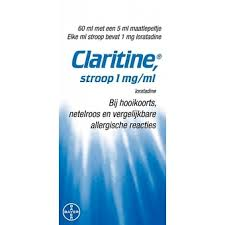 60 ml met een 5 ml maatlepeltje
Elke ml stroop bevat 1 mg loratadine
Claritine®,
stroop 1 mg/ml
loratadine
Bij hooikoorts,
netelroos en vergelijkbare
allergische reacties
BAYER